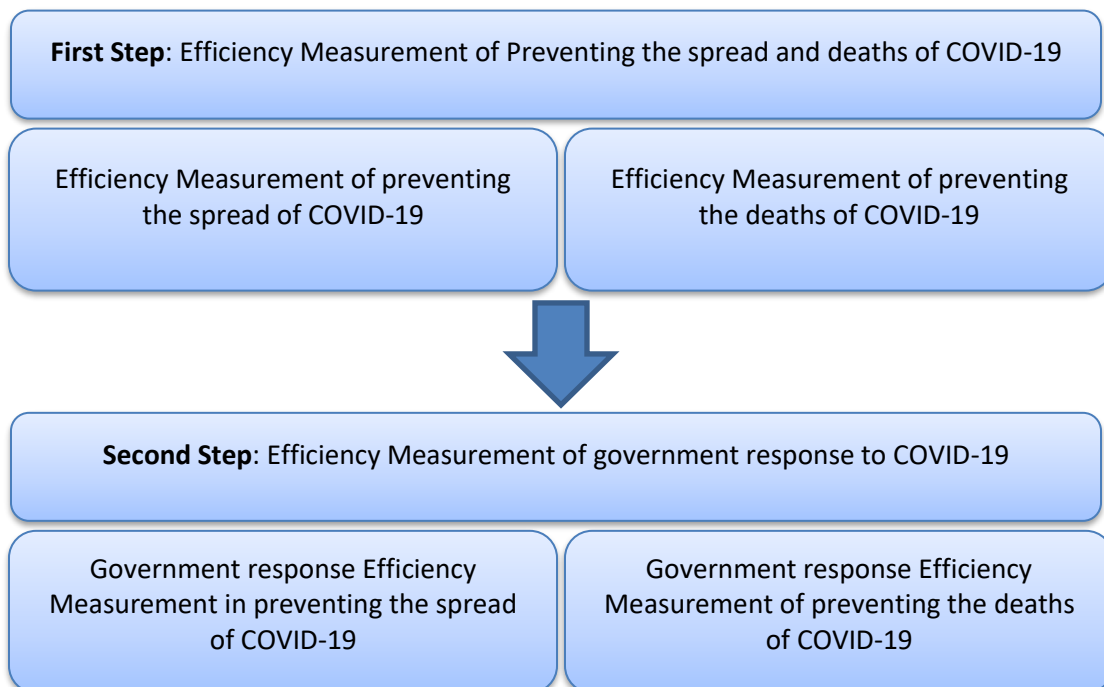 First Step: Efficiency Measurement of Preventing the spread and deaths of COVID-19
Efficiency Measurement of preventing
the spread of COVID-19
Efficiency Measurement of preventing
the deaths of COVID-19
Second Step: Efficiency Measurement of government response to COVID-19
Government response Efficiency
Measurement in preventing the spread
of COVID-19
Government response Efficiency
Measurement of preventing the deaths
of COVID-19